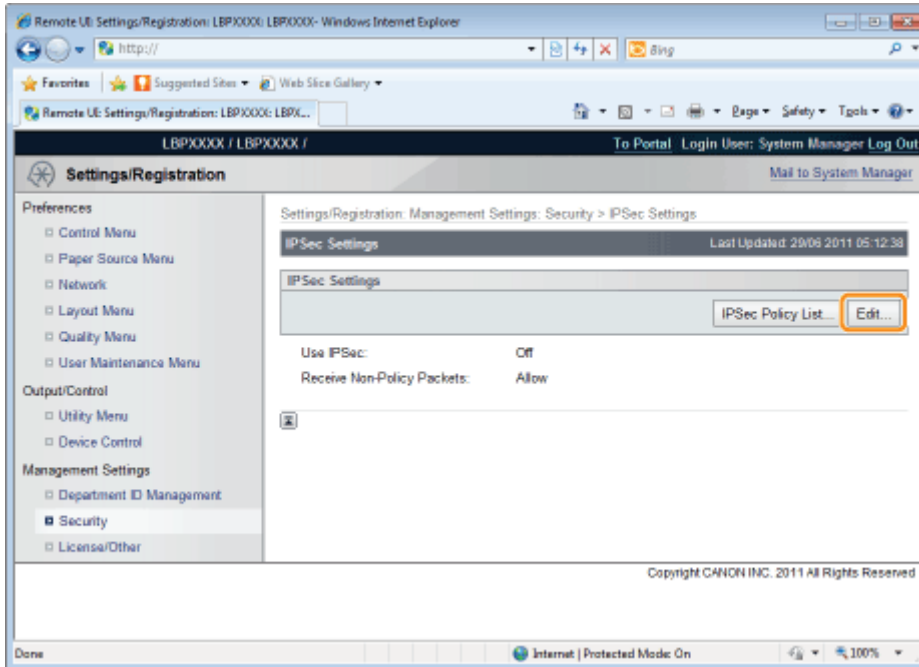 Remote UI: Settings/Registration: LBPXXXX: LBPXXXX- Windows Internet Explorer
http://
Bing
Favorites Suggested Sites Web Slice Gallery
Remote UI: Settings/Registration: LBPXXXX: LBPX... Page Safety Tools
LBPXXXX / LBPXXXX / To Portal Login User: System Manager Log Out
Settings/Registration Mail to System Manager
Preferences
Control Menu
Paper Source Menu
Network
Layout Menu
Quality Menu
User Maintenance Menu
Output/Control
Utility Menu
Device Control
Management Settings
Department ID Management
Security
License/Other
Settings/Registration: Management Settings: Security > IPSec Settings
IPSec Settings Last Updated: 29/06 2011 05:12:38
IPSec Settings
IPSec Policy List... Edit...
Use IPSec: Off
Receive Non-Policy Packets: Allow
Copyright CANON INC. 2011 All Rights Reserved
Done Internet | Protected Mode: On 100%